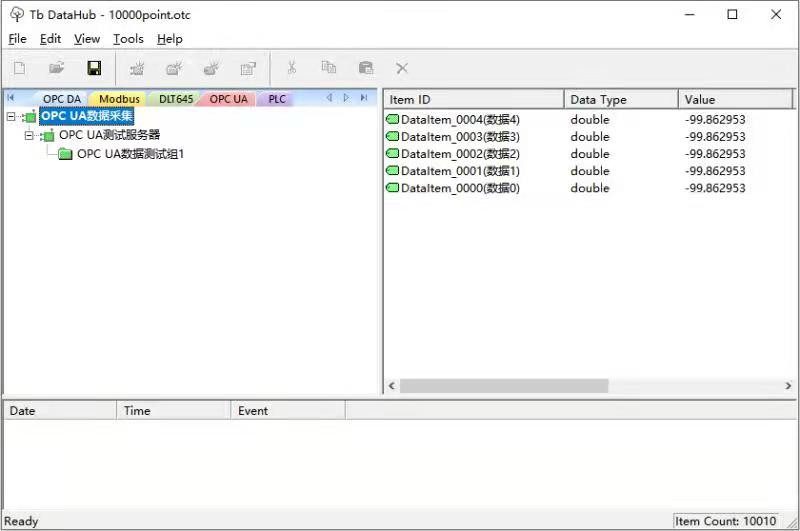 Tb DataHub - 10000point.otc
File Edit View Tools Help
OPC DA Modbus DLT645 OPC UA PLC
OPC UA数据采集
OPC UA测试服务器
OPC UA数据测试组1
Item ID Data Type Value
DataItem_0004(数据4) double -99.862953
DataItem_0003(数据3) double -99.862953
DataItem_0002(数据2) double -99.862953
DataItem_0001(数据1) double -99.862953
DataItem_0000(数据0) double -99.862953
Date Time Event
Ready Item Count: 10010